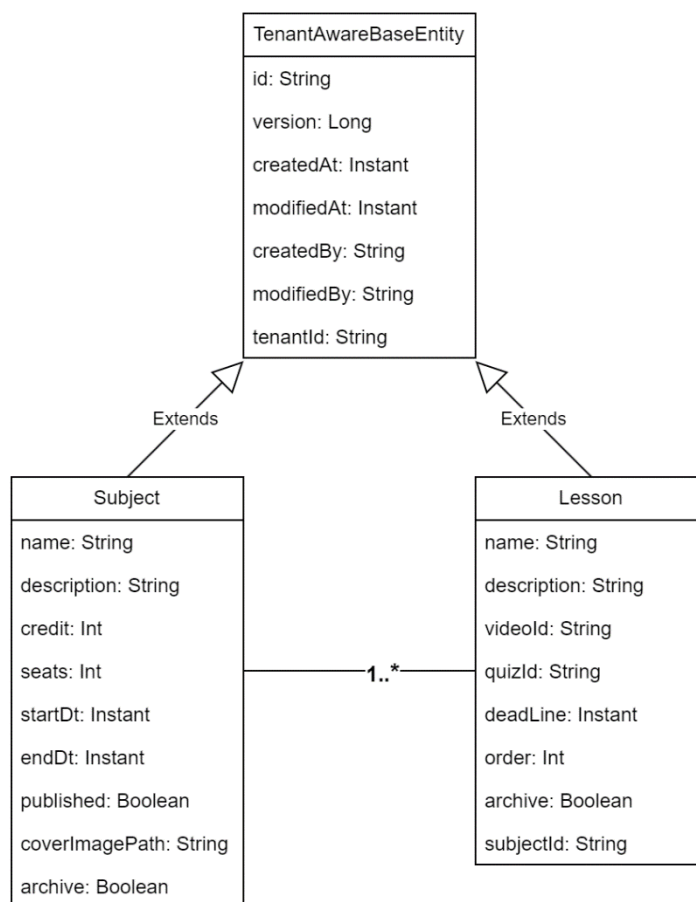 TenantAwareBaseEntity
id: String
version: Long
createdAt: Instant
modifiedAt: Instant
createdBy: String
modifiedBy: String
tenantId: String
Extends
Extends
Subject
name: String
description: String
credit: Int
seats: Int
startDt: Instant
endDt: Instant
published: Boolean
coverImagePath: String
archive: Boolean
1..*
Lesson
name: String
description: String
videoId: String
quizId: String
deadLine: Instant
order: Int
archive: Boolean
subjectId: String